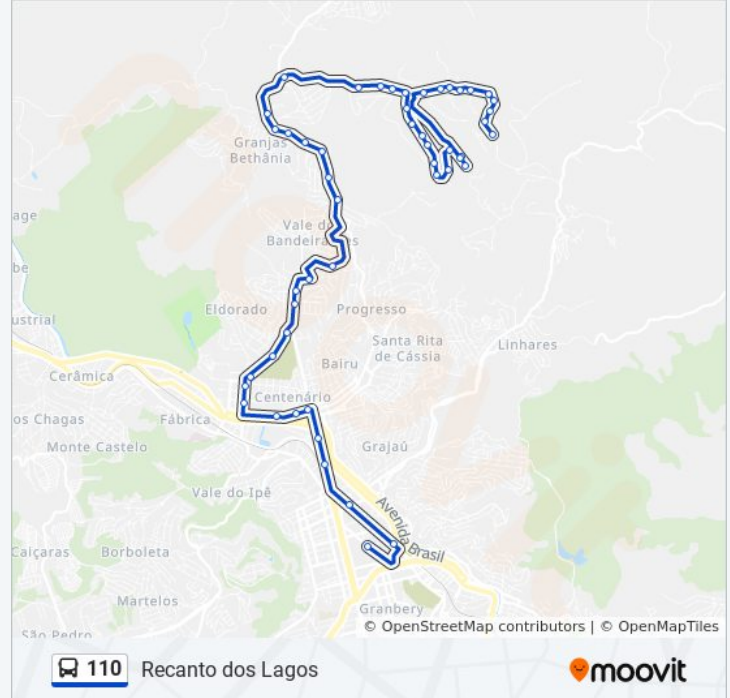 Granjas
Bethânia
Vale d
Bandeira es
age
be
ustrial
Eldorado
Progresso
Santa Rita
de Cássia
Linhares
Bairu
Cerâmica
Centenário
os Chagas
Fábrica
Monte Castelo
Grajaú
Vale do Ipê
Avenida Brasil
Caiçaras
Borboleta
Martelos
Granbery
São Pedro
© OpenStreetMap contributors | © OpenMapTiles
110 Recanto dos Lagos
moovit